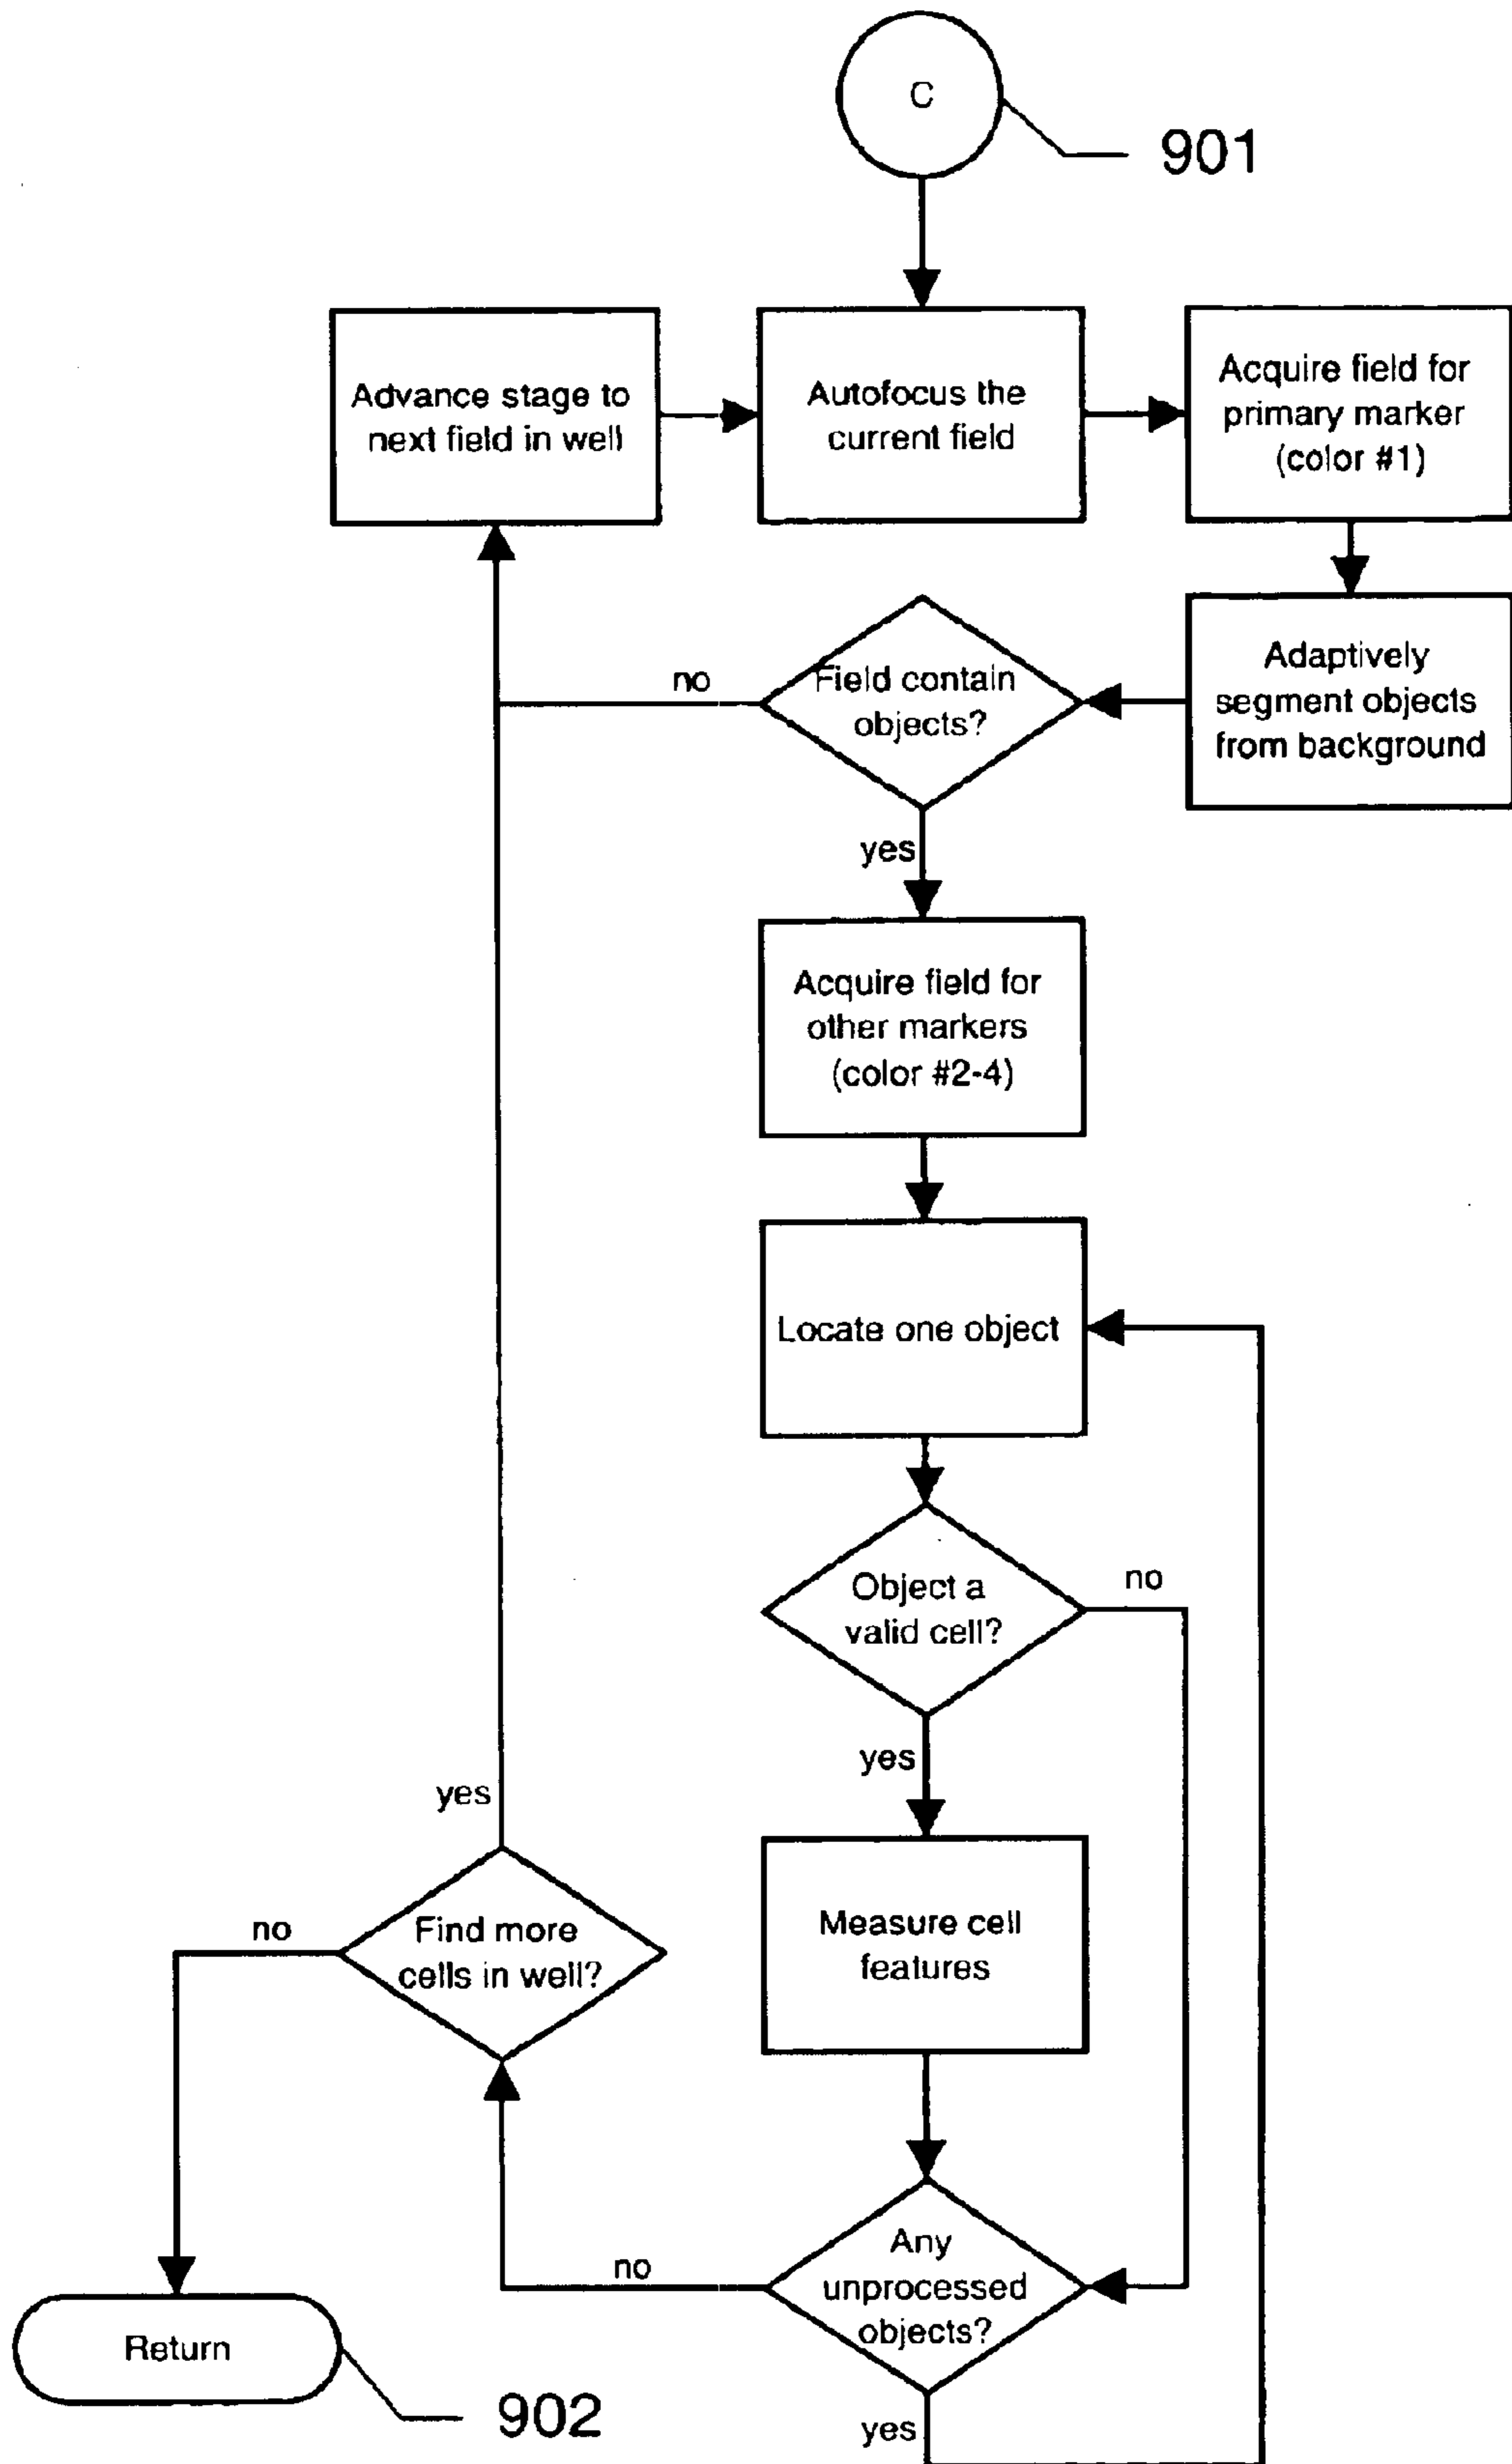 C
901
Advance stage to
next field in well
Autofocus the
current field
Acquire field for
primary marker
(color #1)
Adaptively
segment objects
from background
Field contain
objects?
no
yes
Acquire field for
other markers
(color #2-4)
Locate one object
Object a
valid cell?
no
yes
Measure cell
features
yes
Find more
cells in well?
no
Any
unprocessed
objects?
no
yes
Return
902